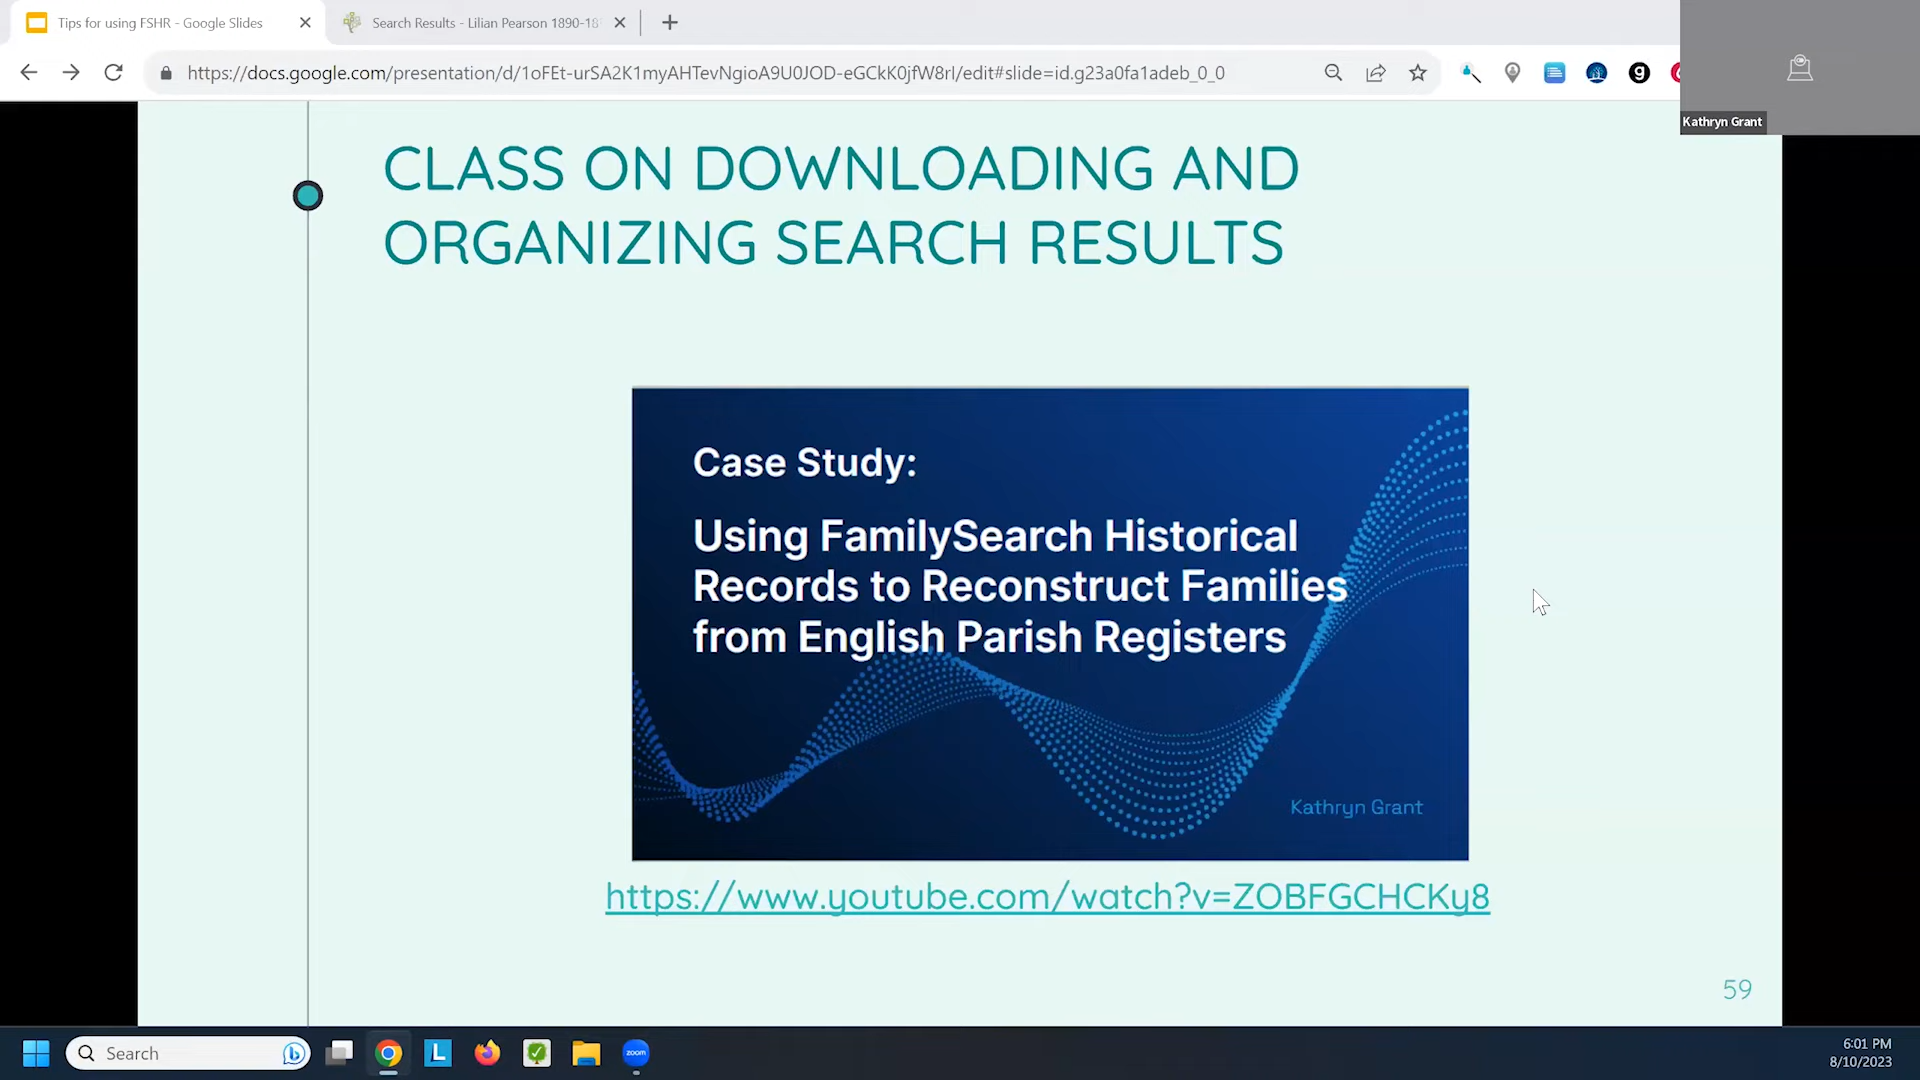 Tips for using FSHR - Google Slides
Search Results - Lilian Pearson 1890-18
https://docs.google.com/presentation/d/1oFEt-urSA2K1myAHTevNgioA9U0JOD-eGCkK0jfW8rI/edit#slide=id.g23a0fa1adeb_0_0
Kathryn Grant
CLASS ON DOWNLOADING AND
ORGANIZING SEARCH RESULTS
Case Study:
Using FamilySearch Historical
Records to Reconstruct Families
from English Parish Registers
Kathryn Grant
https://www.youtube.com/watch?v=ZOBFGCHCKy8
59
Search
L
zoom
6:01 PM
8/10/2023